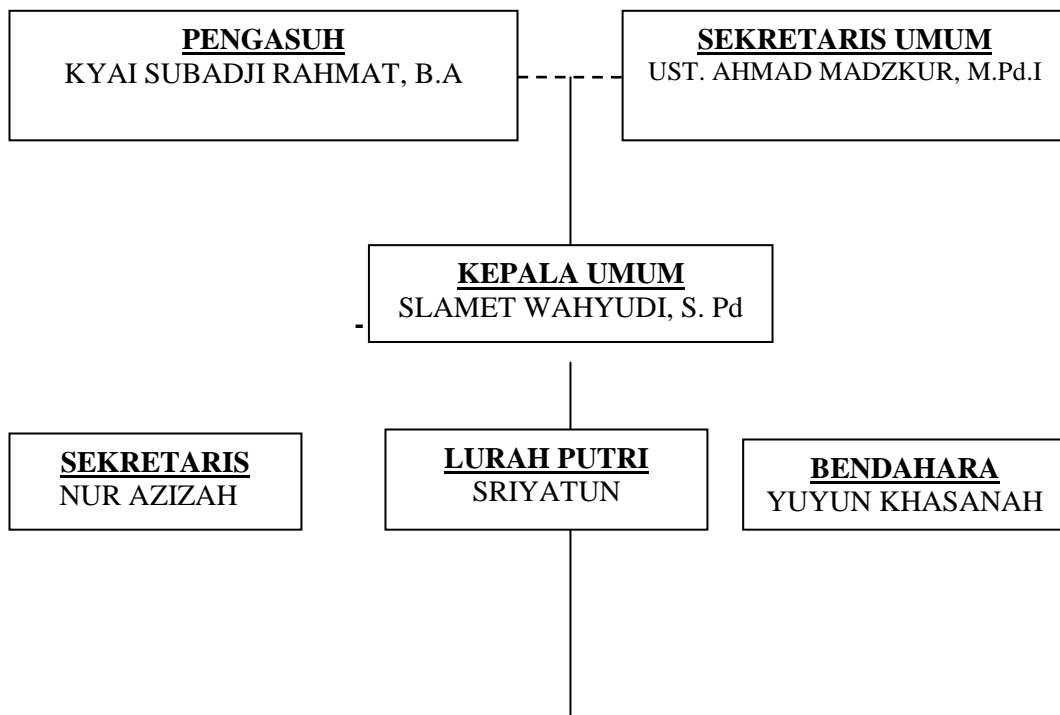 PENGASUH
KYAI SUBADJI RAHMAT, B.A
SEKRETARIS UMUM
UST. AHMAD MADZKUR, M.Pd.I
KEPALA UMUM
SLAMET WAHYUDI, S. Pd
-
SEKRETARIS
NUR AZIZAH
LURAH PUTRI
SRIYATUN
BENDAHARA
YUYUN KHASANAH